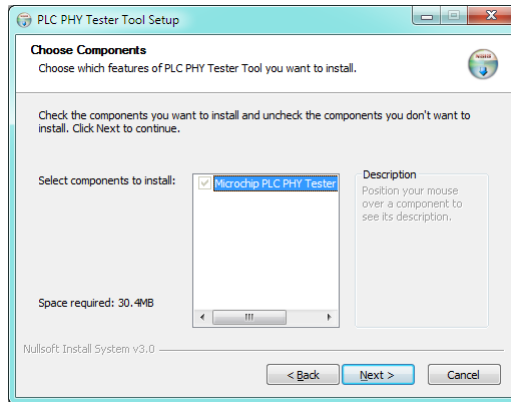 PLC PHY Tester Tool Setup
Choose Components
Choose which features of PLC PHY Tester Tool you want to install.
Check the components you want to install and uncheck the components you don't want to
install. Click Next to continue.
Select components to install:
Microchip PLC PHY Tester
Description
Position your mouse
over a component to
see its description.
Space required: 30.4MB
Nullsoft Install System v3.0
< Back
Next >
Cancel